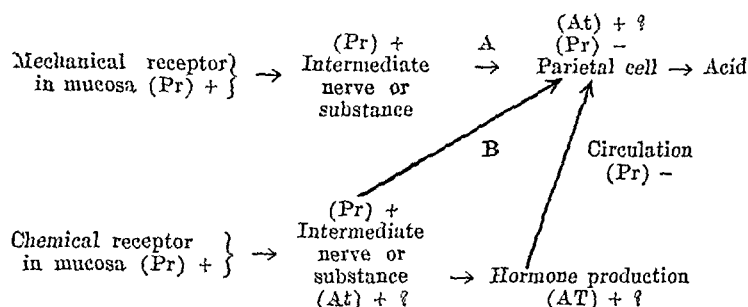 (At) + ?
(Pr) + A (Pr) −
Mechanical receptor } → Intermediate → Parietal cell → Acid
in mucosa (Pr) + } nerve or
substance
B Circulation
(Pr) −
(Pr) +
Chemical receptor } → Intermediate
in mucosa (Pr) + } nerve or
substance → Hormone production
(At) + ? (AT) + ?